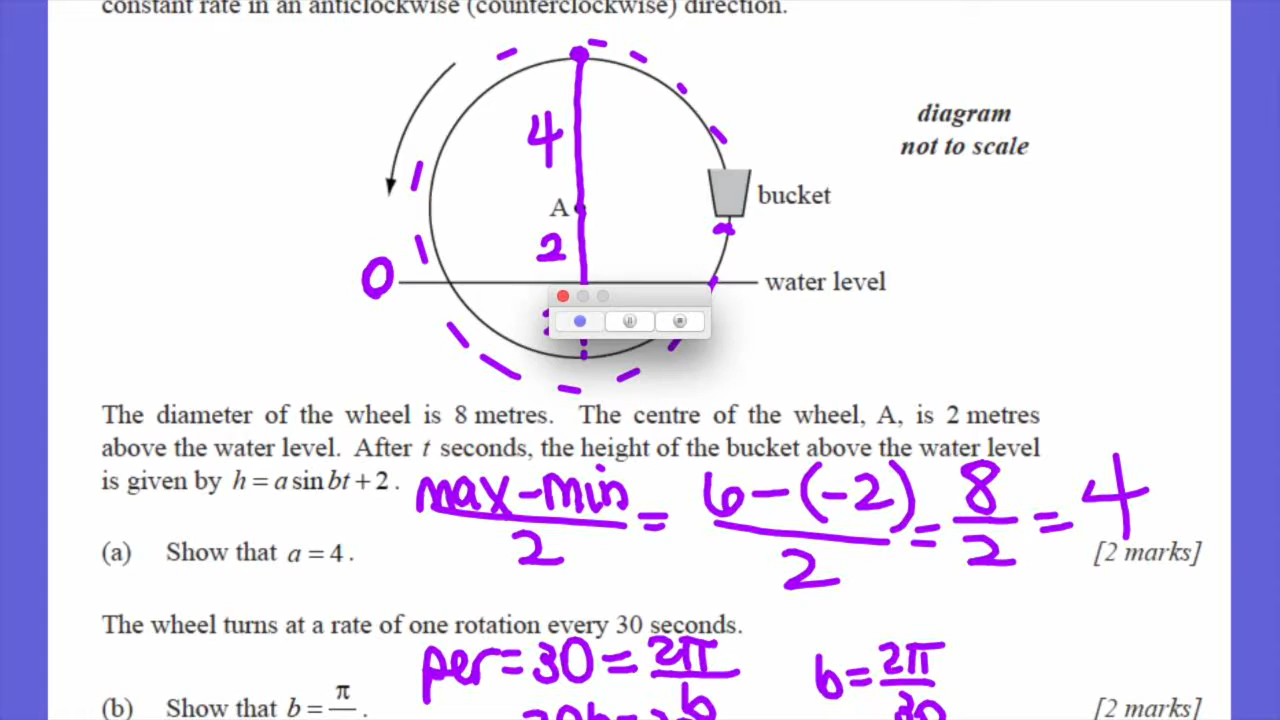 constant rate in an anticlockwise (counterclockwise) direction.
4
diagram
not to scale
bucket
A
2
0
water level
The diameter of the wheel is 8 metres. The centre of the wheel, A, is 2 metres
above the water level. After t seconds, the height of the bucket above the water level
is given by h = a sin bt + 2 .
max-min / 2 = 6-(-2) / 2 = 8 / 2 = 4
(a) Show that a = 4 . [2 marks]
The wheel turns at a rate of one rotation every 30 seconds.
per = 30 = 2π / b b = 2π / 30
(b) Show that b = π . [2 marks]
30b =